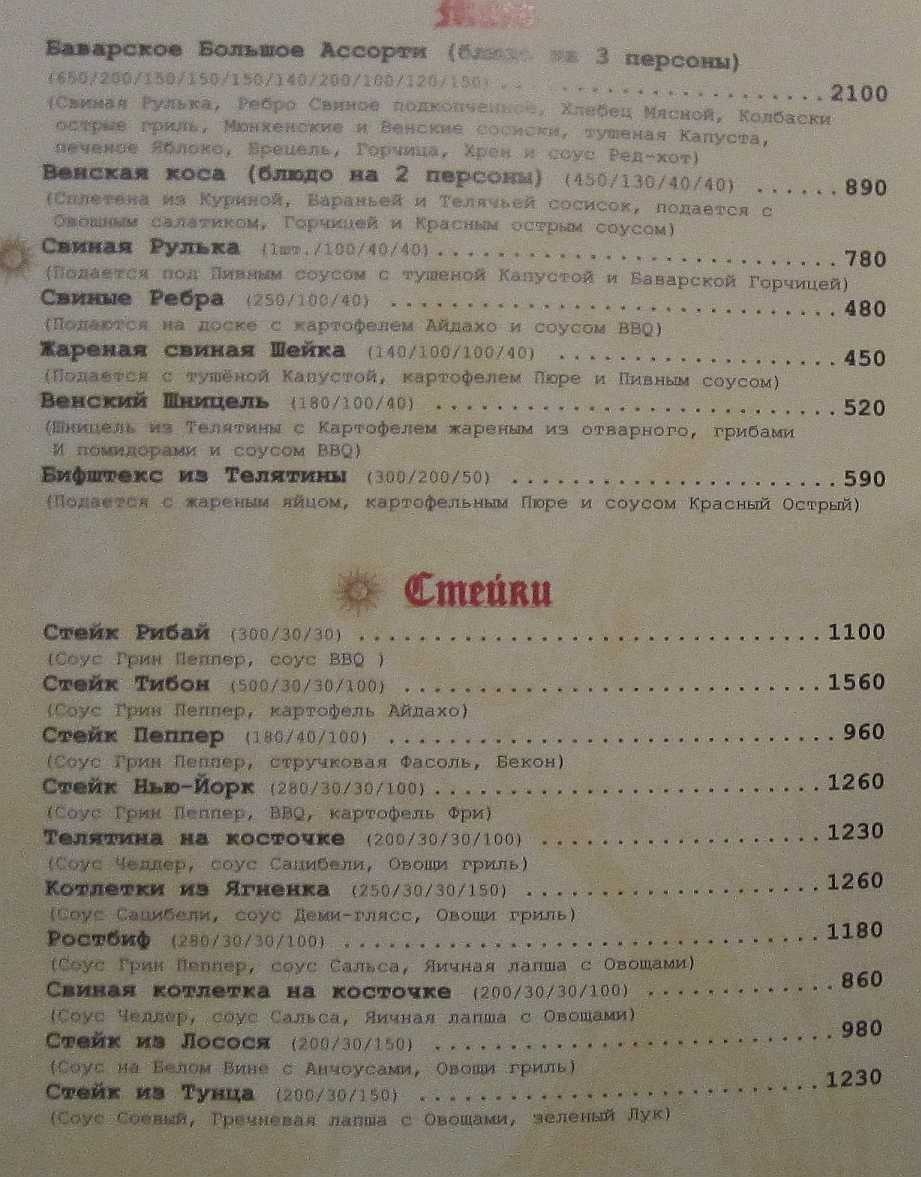 Мясо
Баварское Большое Ассорти (блюдо на 3 персоны)
(650/200/150/150/150/140/200/100/120/150) ........................2100
(Свиная Рулька, Ребро Свиное подкопченное, Хлебец Мясной, Колбаски
острые гриль, Мюнхенские и Венские сосиски, тушеная Капуста,
печеное Яблоко, Брецель, Горчица, Хрен и соус Ред-хот)
Венская коса (блюдо на 2 персоны) (450/130/40/40) ......890
(Сплетена из Куриной, Бараньей и Телячьей сосисок, подается с
Овощным салатиком, Горчицей и Красным острым соусом)
Свиная Рулька (1шт./100/40/40)...........................780
(Подается под Пивным соусом с тушеной Капустой и Баварской Горчицей)
Свиные Ребра (250/100/40) ..............................480
(Подаются на доске с картофелем Айдахо и соусом BBQ)
Жареная свиная Шейка (140/100/100/40) ...................450
(Подается с тушёной Капустой, картофелем Пюре и Пивным соусом)
Венский Шницель (180/100/40) ...........................520
(Шницель из Телятины с Картофелем жареным из отварного, грибами
И помидорами и соусом BBQ)
Бифштекс из Телятины (300/200/50) ......................590
(Подается с жареным яйцом, картофельным Пюре и соусом Красный Острый)
Стейки
Стейк Рибай (300/30/30) ...............................1100
(Соус Грин Пеппер, соус BBQ )
Стейк Тибон (500/30/30/100) ............................1560
(Соус Грин Пеппер, картофель Айдахо)
Стейк Пеппер (180/40/100) ..............................960
(Соус Грин Пеппер, стручковая Фасоль, Бекон)
Стейк Нью-Йорк (280/30/30/100)..........................1260
(Соус Грин Пеппер, BBQ, картофель Фри)
Телятина на косточке (200/30/30/100) ...................1230
(Соус Чеддер, соус Сацибели, Овощи гриль)
Котлетки из Ягненка (250/30/30/150) ....................1260
(Соус Сацибели, соус Деми-глясс, Овощи гриль)
Ростбиф (280/30/30/100) ................................1180
(Соус Грин Пеппер, соус Сальса, Яичная лапша с Овощами)
Свиная котлетка на косточке (200/30/30/100) .............860
(Соус Чеддер, соус Сальса, Яичная лапша с Овощами)
Стейк из Лосося (200/30/150) ...........................980
(Соус на Белом Вине с Анчоусами, Овощи гриль)
Стейк из Тунца (200/30/150) ...........................1230
(Соус Соевый, Гречневая лапша с Овощами, зеленый Лук)